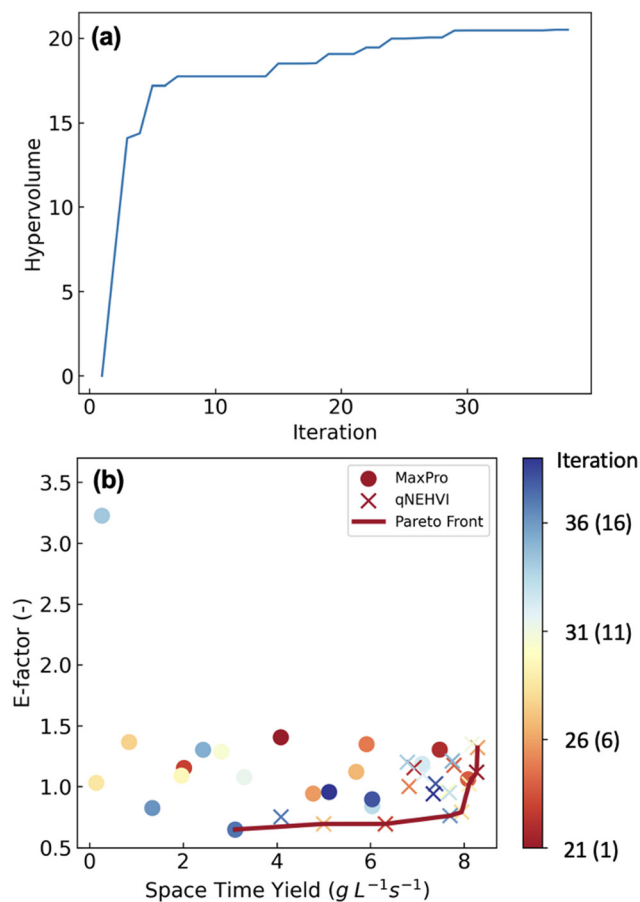 (a)
20
15
10
5
0
Hypervolume
0 10 20 30
Iteration
(b)
MaxPro
qNEHVI
Pareto Front
3.5
3.0
2.5
2.0
1.5
1.0
0.5
E-factor (-)
0 2 4 6 8
Space Time Yield (g L⁻¹s⁻¹)
Iteration
36 (16)
31 (11)
26 (6)
21 (1)